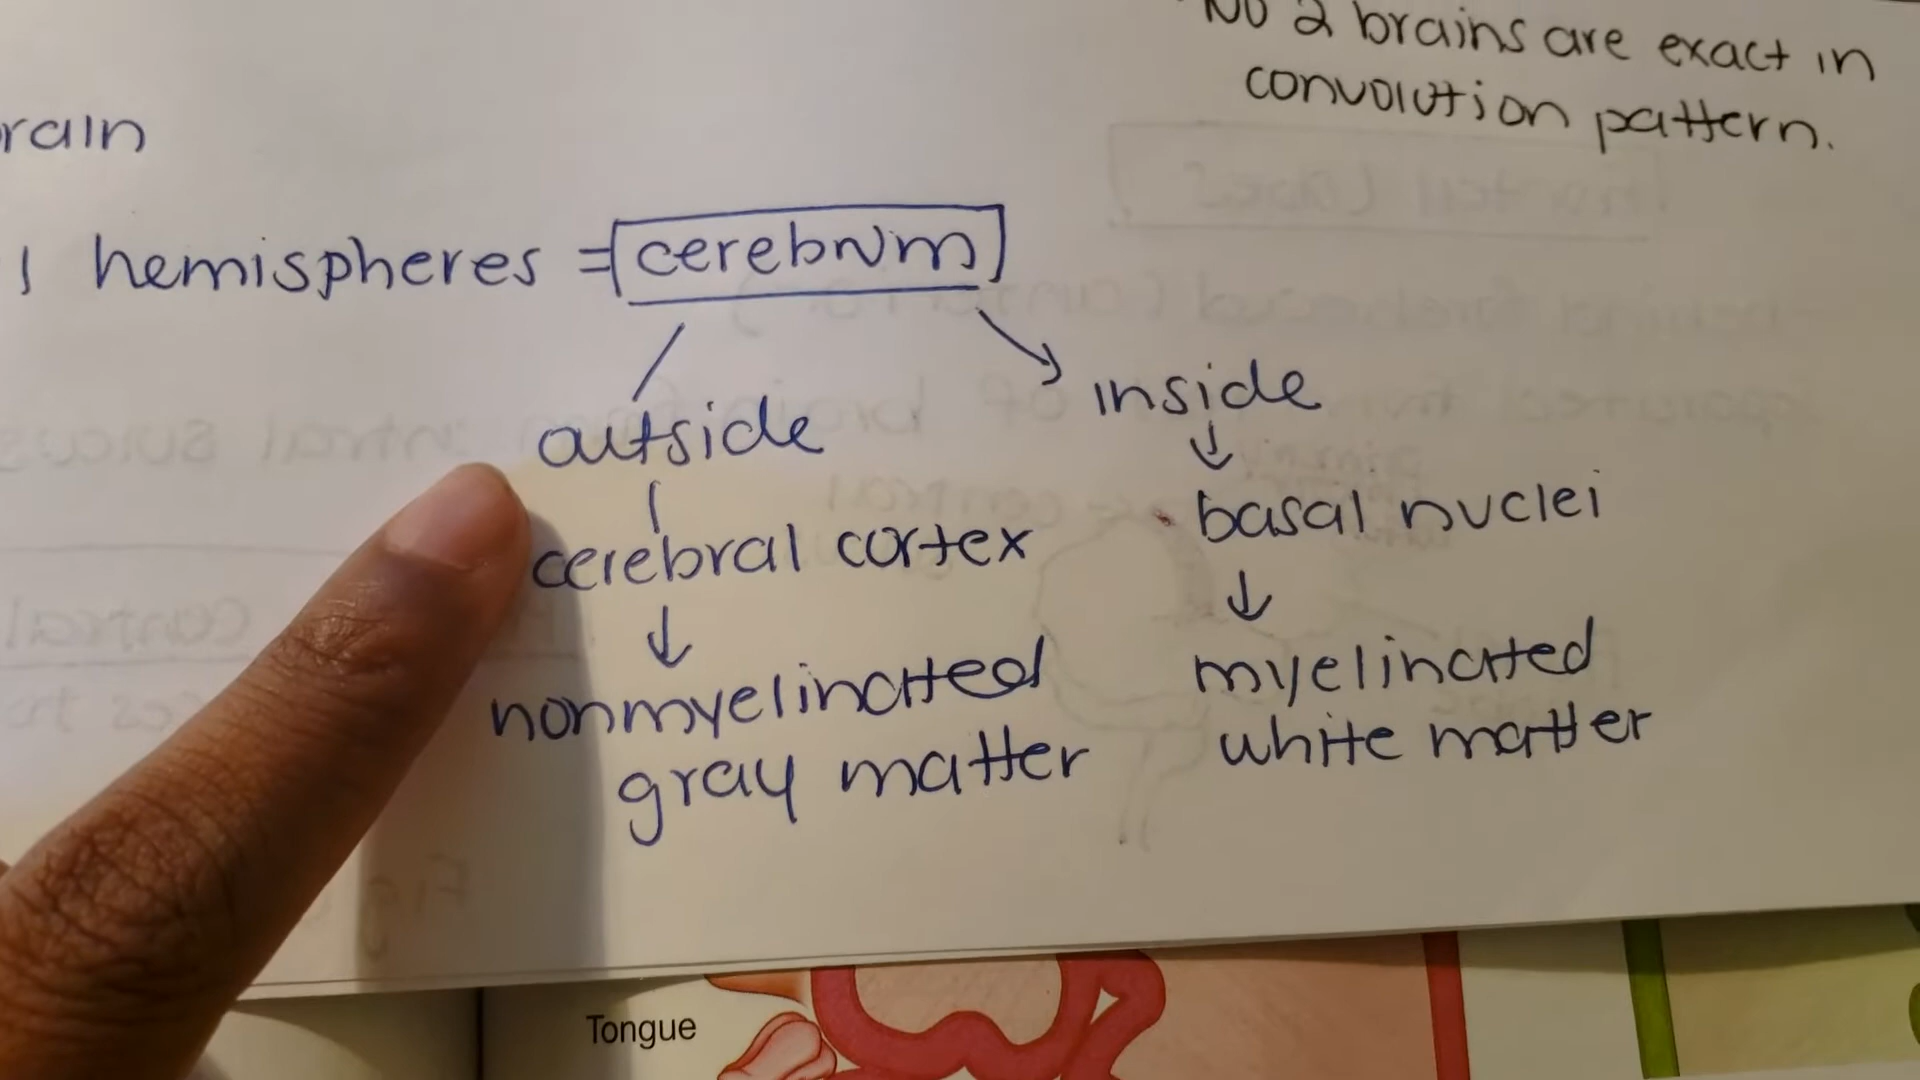 No 2 brains are exact in
convolution pattern.
rain
l hemispheres = cerebrum
outside
inside
cerebral cortex
basal nuclei
nonmyelinated
gray matter
myelinated
white matter
Tongue